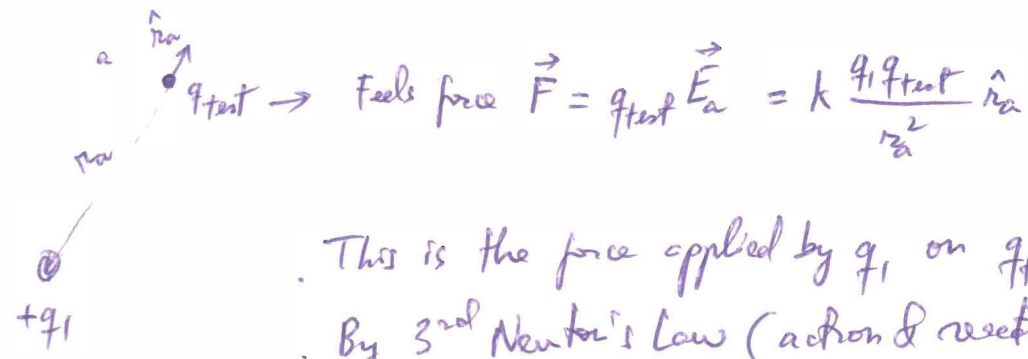 r̂a
a
q_test → Feels force F⃗ = q_test E⃗a = k q₁ q_test / ra² r̂a
ra
. This is the force applied by q₁ on
+q₁
. By 3rd Newton's Law (action &